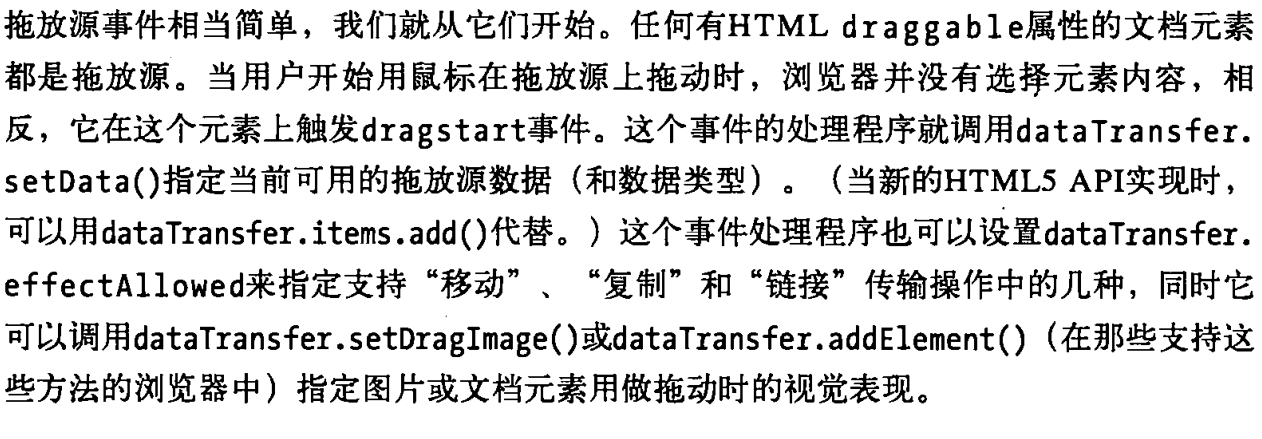 拖放源事件相当简单，我们就从它们开始。任何有HTML draggable属性的文档元素
都是拖放源。当用户开始用鼠标在拖放源上拖动时，浏览器并没有选择元素内容，相
反，它在这个元素上触发dragstart事件。这个事件的处理程序就调用dataTransfer.
setData()指定当前可用的拖放源数据（和数据类型）。（当新的HTML5 API实现时，
可以用dataTransfer.items.add()代替。）这个事件处理程序也可以设置dataTransfer.
effectAllowed来指定支持“移动”、“复制”和“链接”传输操作中的几种，同时它
可以调用dataTransfer.setDragImage()或dataTransfer.addElement()（在那些支持这
些方法的浏览器中）指定图片或文档元素用做拖动时的视觉表现。